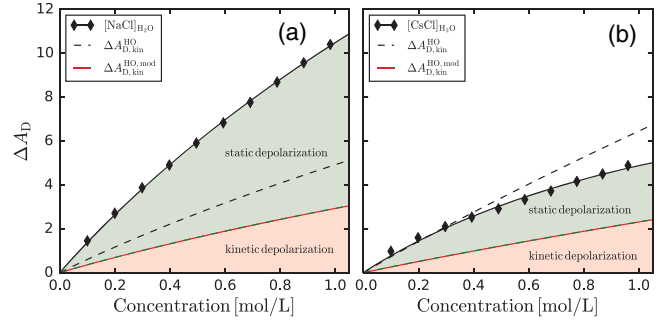 12
10
8
6
4
2
0
ΔA_D
[NaCl]_H₂O
ΔA^HO_D, kin
ΔA^HO, mod_D, kin
(a)
static depolarization
kinetic depolarization
0.0 0.2 0.4 0.6 0.8 1.0
Concentration [mol/L]
[CsCl]_H₂O
ΔA^HO_D, kin
ΔA^HO, mod_D, kin
(b)
static depolarization
kinetic depolarization
0.0 0.2 0.4 0.6 0.8 1.0
Concentration [mol/L]